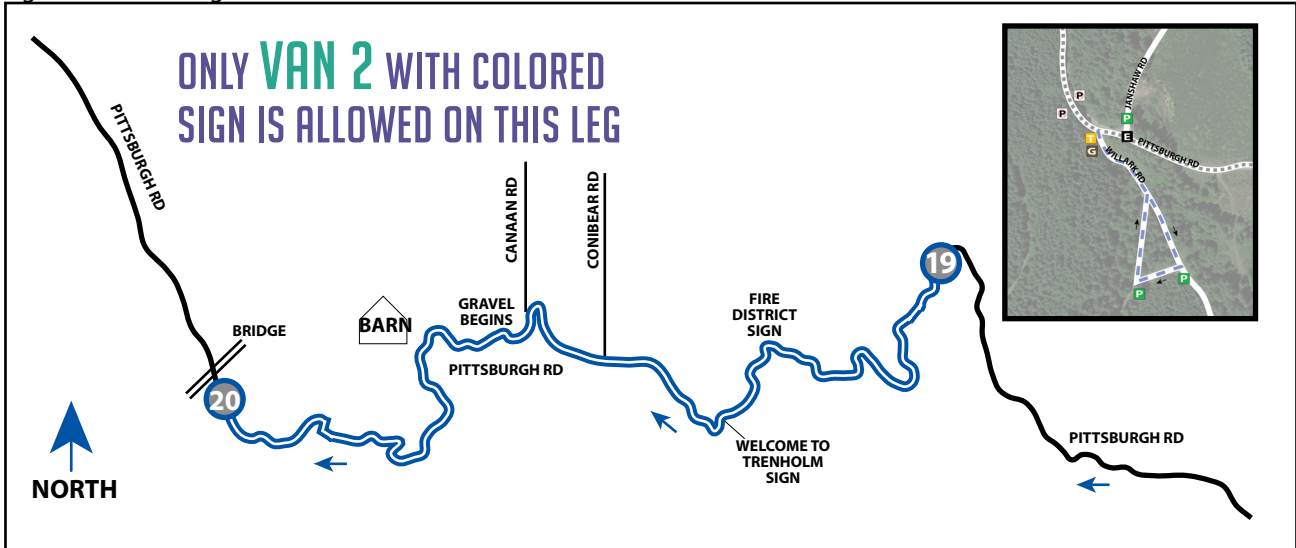 ONLY VAN 2 WITH COLORED
SIGN IS ALLOWED ON THIS LEG
PITTSBURGH RD
BRIDGE
20
NORTH
BARN
GRAVEL
BEGINS
PITTSBURGH RD
CANAAN RD
CONIBEAR RD
FIRE
DISTRICT
SIGN
WELCOME TO
TRENHOLM
SIGN
19
PITTSBURGH RD
JANSHAW RD
P
P
P
E
T
G
PITTSBURGH RD
WILLARK RD
P
P